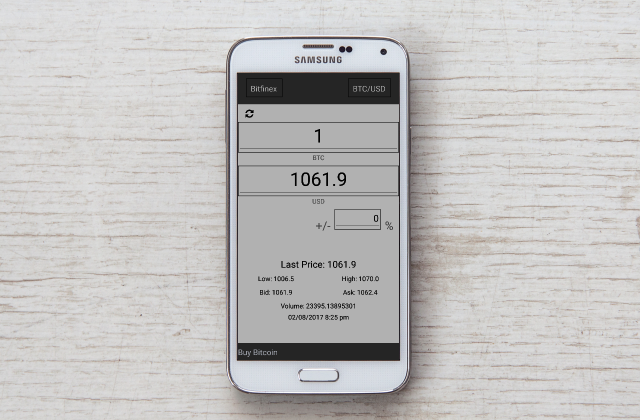 SAMSUNG
Bitfinex BTC/USD
1
BTC
1061.9
USD
+/- 0 %
Last Price: 1061.9
Low: 1006.5 High: 1070.0
Bid: 1061.9 Ask: 1062.4
Volume: 23395.13895301
02/08/2017 8:25 pm
Buy Bitcoin